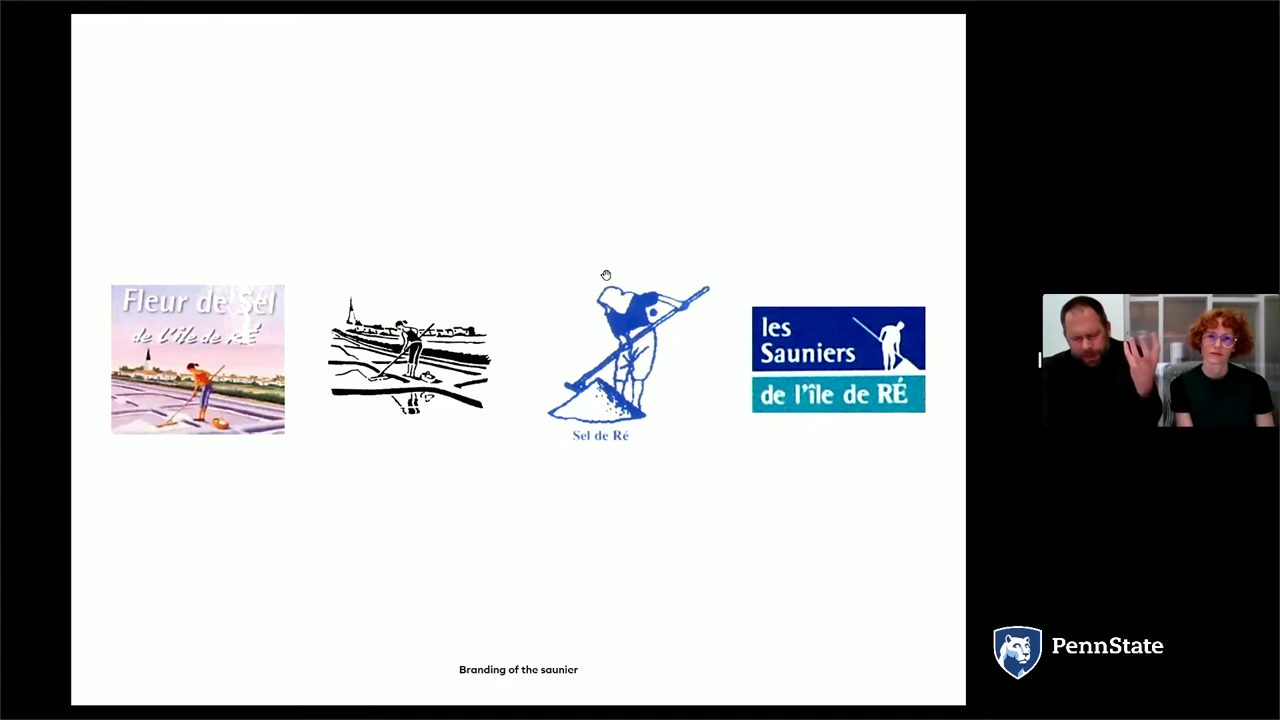 Fleur de Sel
de l'île de RÉ
Sel de Ré
les
Sauniers
de l'île de RÉ
Branding of the saunier
PennState